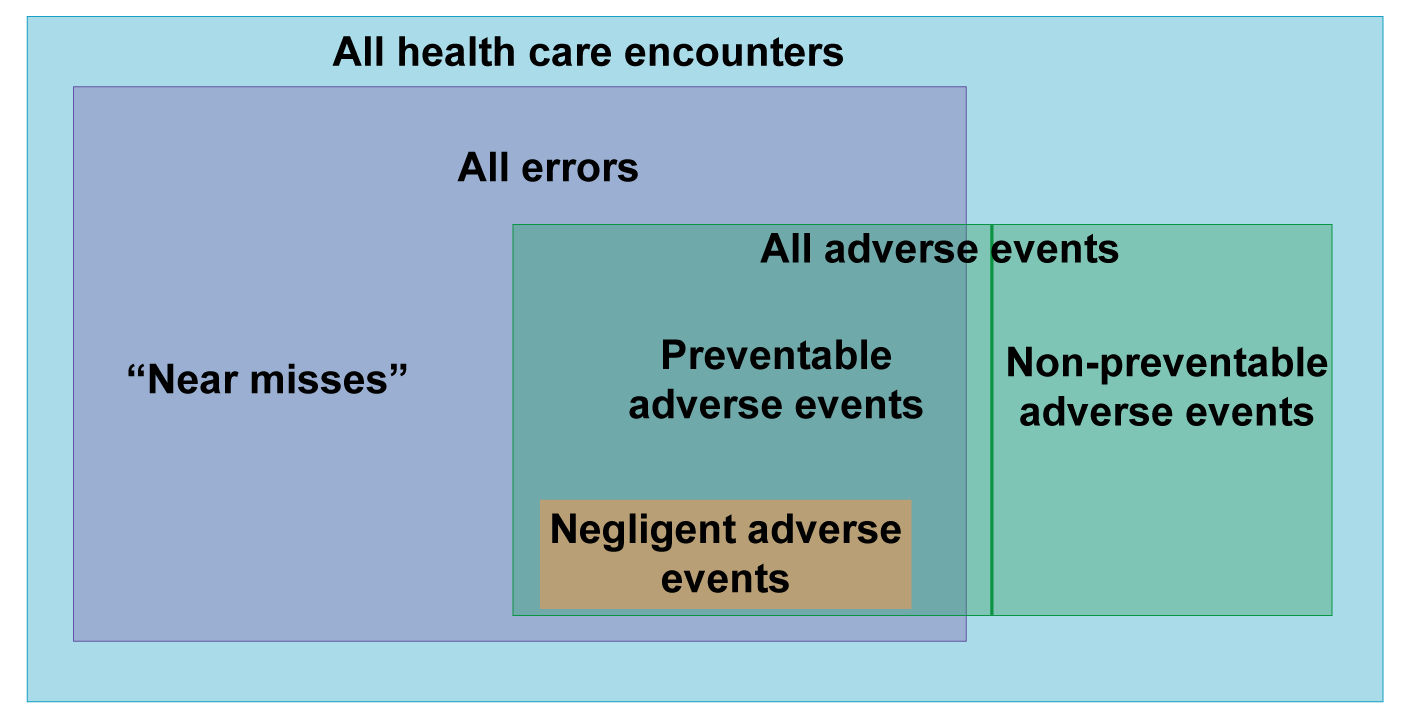 All health care encounters
All errors
All adverse events
“Near misses”
Preventable
adverse events
Non-preventable
adverse events
Negligent adverse
events